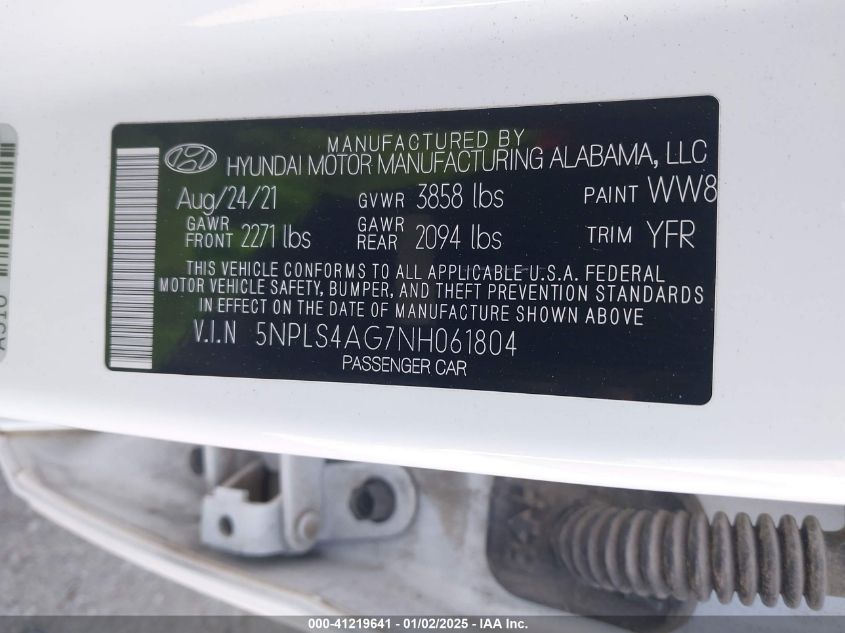 MANUFACTURED BY
HYUNDAI MOTOR MANUFACTURING ALABAMA, LLC
Aug/24/21 GVWR 3858 lbs PAINT WW8
GAWR FRONT 2271 lbs GAWR REAR 2094 lbs TRIM YFR
THIS VEHICLE CONFORMS TO ALL APPLICABLE U.S.A. FEDERAL
MOTOR VEHICLE SAFETY, BUMPER, AND THEFT PREVENTION STANDARDS
IN EFFECT ON THE DATE OF MANUFACTURE SHOWN ABOVE
V.I.N 5NPLS4AG7NH061804
PASSENGER CAR
000-41219641 - 01/02/2025 - IAA Inc.